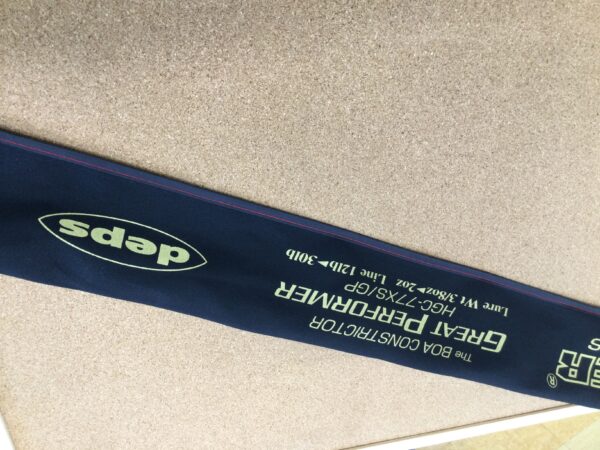 The BOA CONSTRICTOR
GREAT PERFORMER
HGC-77XS/GP
Lure Wt 3/8oz►2oz Line 12lb►30lb
deps